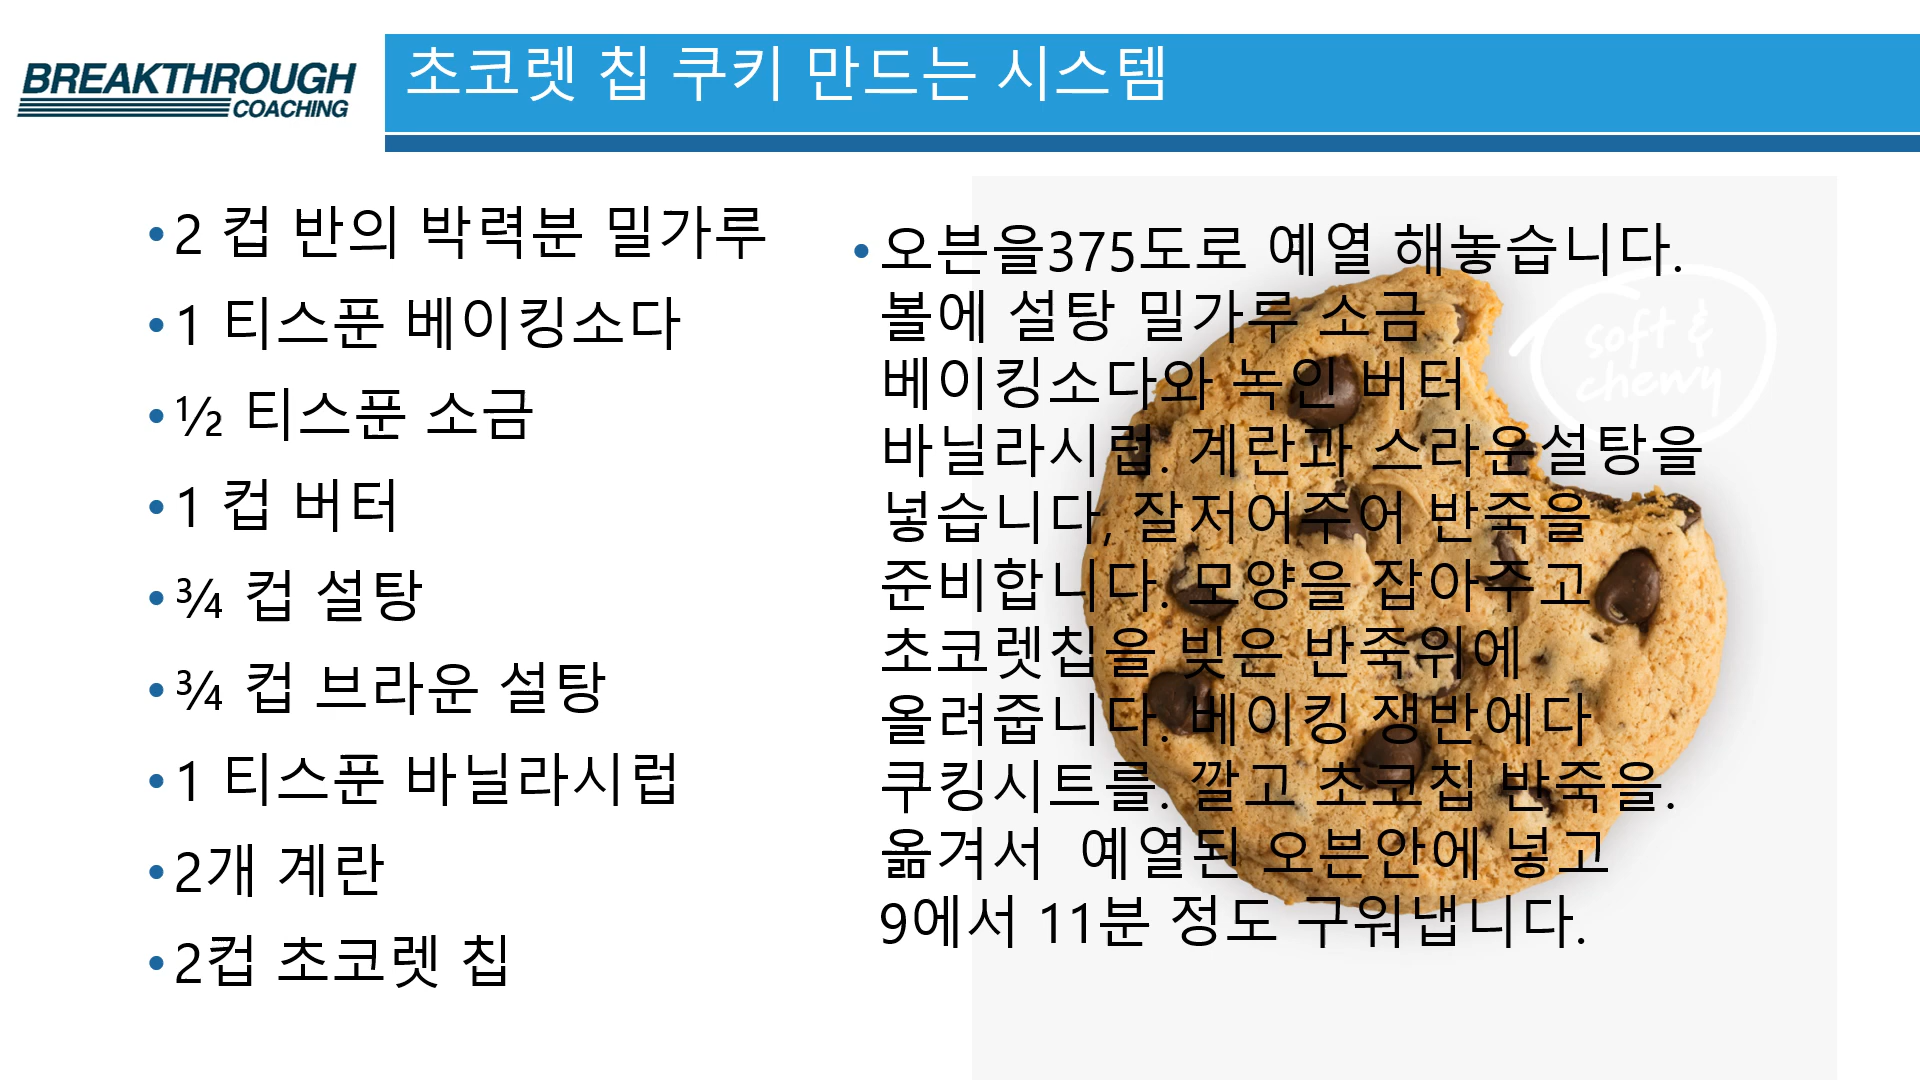 BREAKTHROUGH
COACHING
초코렛 칩 쿠키 만드는 시스템
•2 컵 반의 박력분 밀가루
•1 티스푼 베이킹소다
•½ 티스푼 소금
•1 컵 버터
•¾ 컵 설탕
•¾ 컵 브라운 설탕
•1 티스푼 바닐라시럽
•2개 계란
•2컵 초코렛 칩
•오븐을375도로 예열 해놓습니다.
볼에 설탕 밀가루 소금
베이킹소다와 녹인 버터
바닐라시럽. 계란과 스라운설탕을
넣습니다, 잘저어주어 반죽을
준비합니다. 모양을 잡아주고
초코렛칩을 빚은 반죽위에
올려줍니다. 베이킹 쟁반에다
쿠킹시트를. 깔고 초코칩 반죽을.
옮겨서  예열된 오븐안에 넣고
9에서 11분 정도 구워냅니다.
soft &
chewy